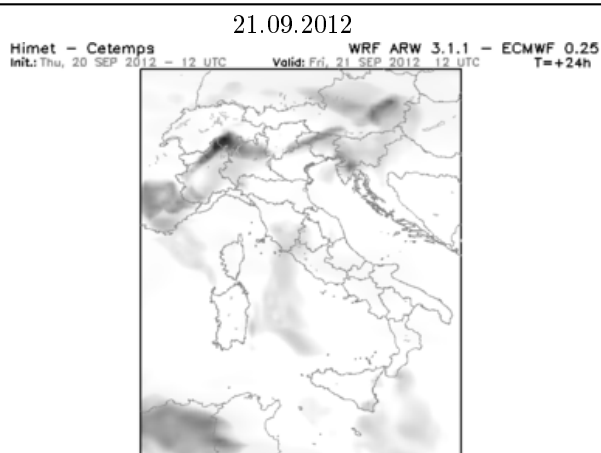 21.09.2012
Himet – Cetemps WRF ARW 3.1.1 – ECMWF 0.25
Init.: Thu, 20 SEP 2012 – 12 UTC Valid: Fri, 21 SEP 2012 12 UTC T=+24h